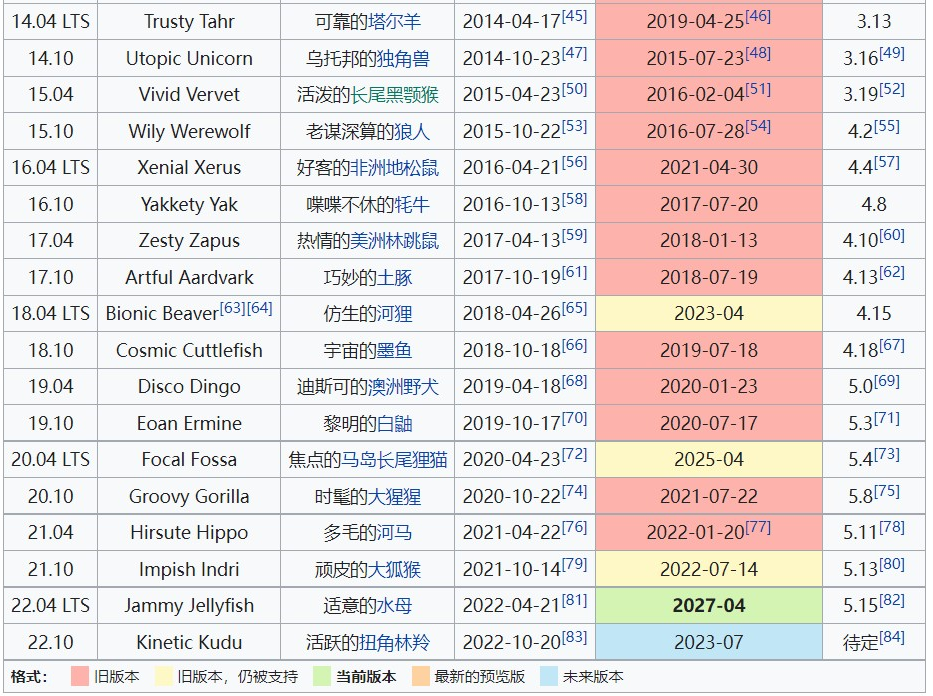 14.04 LTS Trusty Tahr 可靠的塔尔羊 2014-04-17[45] 2019-04-25[46] 3.13
14.10 Utopic Unicorn 乌托邦的独角兽 2014-10-23[47] 2015-07-23[48] 3.16[49]
15.04 Vivid Vervet 活泼的长尾黑颚猴 2015-04-23[50] 2016-02-04[51] 3.19[52]
15.10 Wily Werewolf 老谋深算的狼人 2015-10-22[53] 2016-07-28[54] 4.2[55]
16.04 LTS Xenial Xerus 好客的非洲地松鼠 2016-04-21[56] 2021-04-30 4.4[57]
16.10 Yakkety Yak 喋喋不休的牦牛 2016-10-13[58] 2017-07-20 4.8
17.04 Zesty Zapus 热情的美洲林跳鼠 2017-04-13[59] 2018-01-13 4.10[60]
17.10 Artful Aardvark 巧妙的土豚 2017-10-19[61] 2018-07-19 4.13[62]
18.04 LTS Bionic Beaver[63][64] 仿生的河狸 2018-04-26[65] 2023-04 4.15
18.10 Cosmic Cuttlefish 宇宙的墨鱼 2018-10-18[66] 2019-07-18 4.18[67]
19.04 Disco Dingo 迪斯可的澳洲野犬 2019-04-18[68] 2020-01-23 5.0[69]
19.10 Eoan Ermine 黎明的白鼬 2019-10-17[70] 2020-07-17 5.3[71]
20.04 LTS Focal Fossa 焦点的马岛长尾狸猫 2020-04-23[72] 2025-04 5.4[73]
20.10 Groovy Gorilla 时髦的大猩猩 2020-10-22[74] 2021-07-22 5.8[75]
21.04 Hirsute Hippo 多毛的河马 2021-04-22[76] 2022-01-20[77] 5.11[78]
21.10 Impish Indri 顽皮的大狐猴 2021-10-14[79] 2022-07-14 5.13[80]
22.04 LTS Jammy Jellyfish 适意的水母 2022-04-21[81] 2027-04 5.15[82]
22.10 Kinetic Kudu 活跃的扭角林羚 2022-10-20[83] 2023-07 待定[84]
格式： 旧版本 旧版本，仍被支持 当前版本 最新的预览版 未来版本